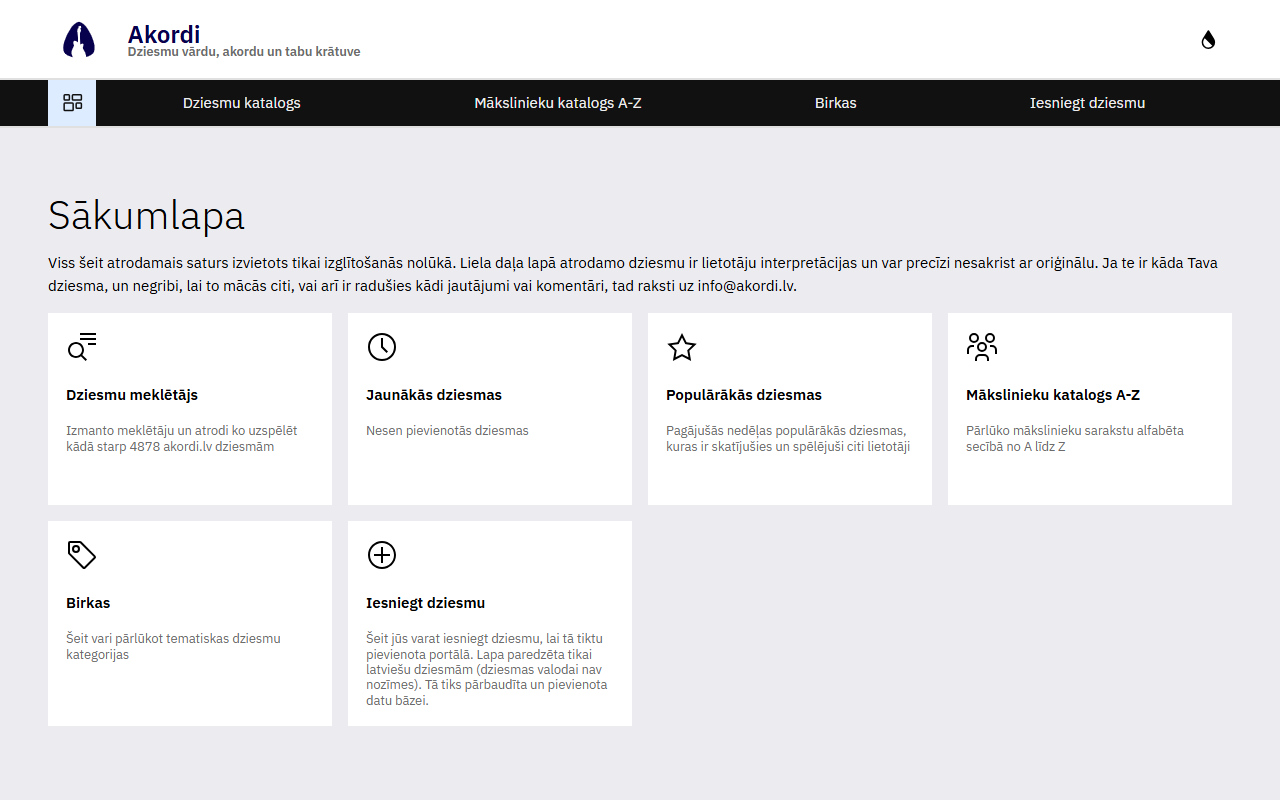 Akordi
Dziesmu vārdu, akordu un tabu krātuve
Dziesmu katalogs
Mākslinieku katalogs A-Z
Birkas
Iesniegt dziesmu
Sākumlapa
Viss šeit atrodamais saturs izvietots tikai izglītošanās nolūkā. Liela daļa lapā atrodamo dziesmu ir lietotāju interpretācijas un var precīzi nesakrist ar oriģinālu. Ja te ir kāda Tava
dziesma, un negribi, lai to mācās citi, vai arī ir radušies kādi jautājumi vai komentāri, tad raksti uz info@akordi.lv.
Dziesmu meklētājs
Izmanto meklētāju un atrodi ko uzspēlēt
kādā starp 4878 akordi.lv dziesmām
Jaunākās dziesmas
Nesen pievienotās dziesmas
Populārākās dziesmas
Pagājušās nedēļas populārākās dziesmas,
kuras ir skatījušies un spēlējuši citi lietotāji
Mākslinieku katalogs A-Z
Pārlūko mākslinieku sarakstu alfabēta
secībā no A līdz Z
Birkas
Šeit vari pārlūkot tematiskas dziesmu
kategorijas
Iesniegt dziesmu
Šeit jūs varat iesniegt dziesmu, lai tā tiktu
pievienota portālā. Lapa paredzēta tikai
latviešu dziesmām (dziesmas valodai nav
nozīmes). Tā tiks pārbaudīta un pievienota
datu bāzei.